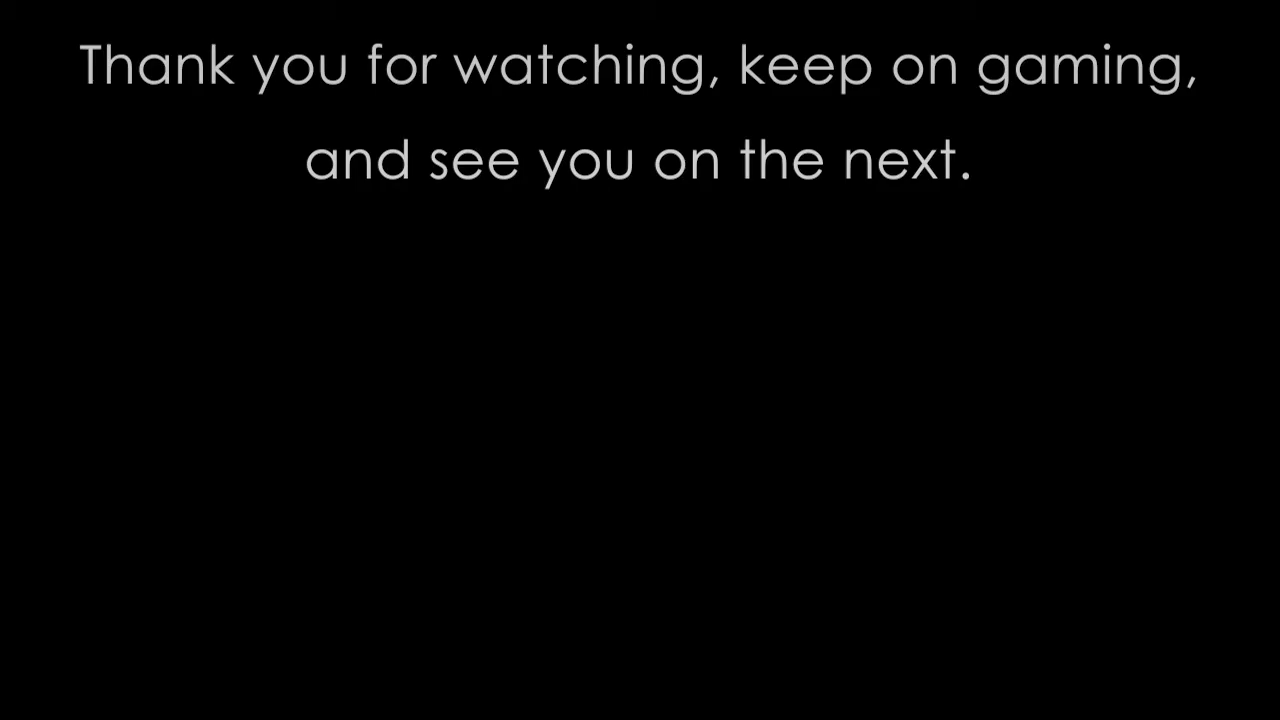 Thank you for watching, keep on gaming,
and see you on the next.